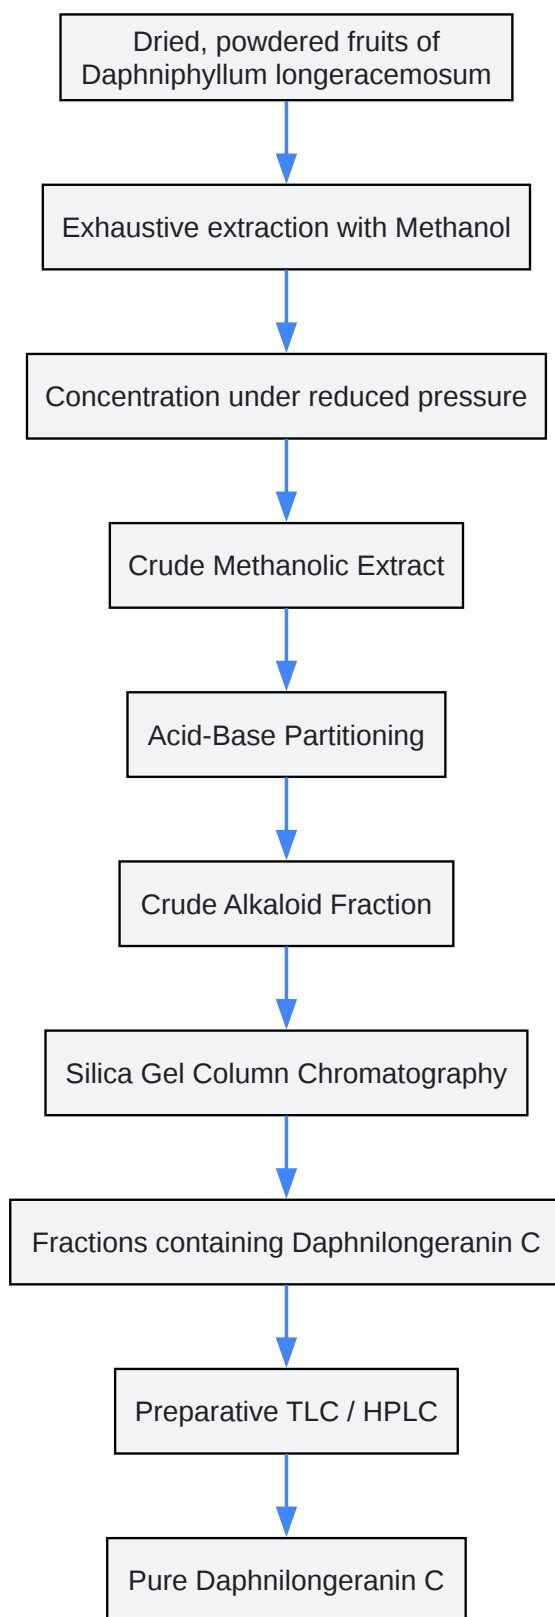 Dried, powdered fruits of
Daphniphyllum longeracemosum
Exhaustive extraction with Methanol
Concentration under reduced pressure
Crude Methanolic Extract
Acid-Base Partitioning
Crude Alkaloid Fraction
Silica Gel Column Chromatography
Fractions containing Daphnilongeranin C
Preparative TLC / HPLC
Pure Daphnilongeranin C